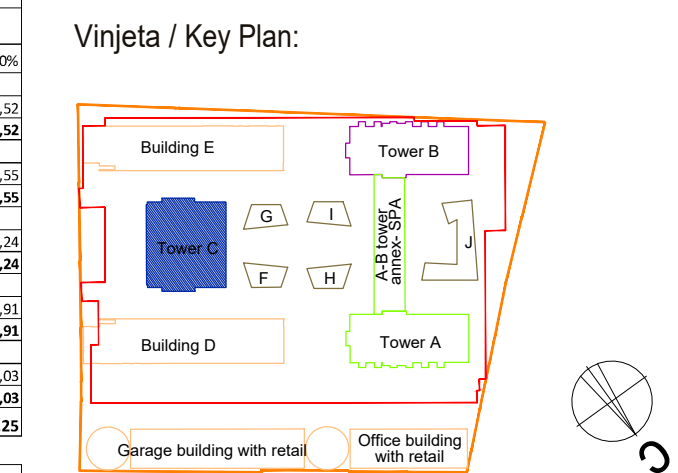 Vinjeta / Key Plan:
0%
,52
,52
,55
,55
,24
,24
,91
,91
,03
,03
,25
Building E
Tower B
G
I
A-B tower
annex- SPA
J
Tower C
F
H
Building D
Tower A
Garage building with retail
Office building
with retail